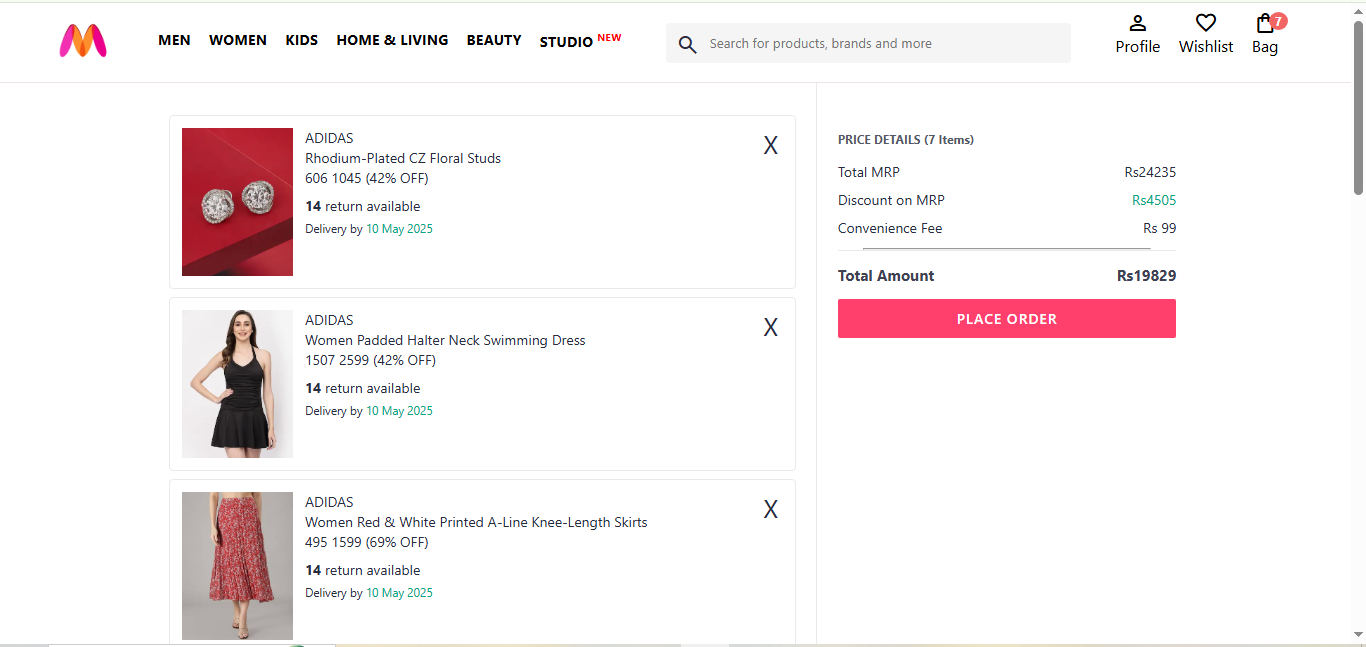 MEN WOMEN KIDS HOME & LIVING BEAUTY STUDIO NEW
Search for products, brands and more
Profile Wishlist Bag 7
ADIDAS
Rhodium-Plated CZ Floral Studs
606 1045 (42% OFF)
14 return available
Delivery by 10 May 2025
X
ADIDAS
Women Padded Halter Neck Swimming Dress
1507 2599 (42% OFF)
14 return available
Delivery by 10 May 2025
X
ADIDAS
Women Red & White Printed A-Line Knee-Length Skirts
495 1599 (69% OFF)
14 return available
Delivery by 10 May 2025
X
PRICE DETAILS (7 Items)
Total MRP Rs24235
Discount on MRP Rs4505
Convenience Fee Rs 99
Total Amount Rs19829
PLACE ORDER